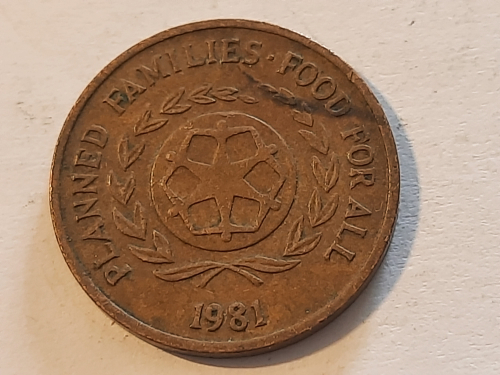 PLANNED FAMILIES · FOOD FOR ALL
1981